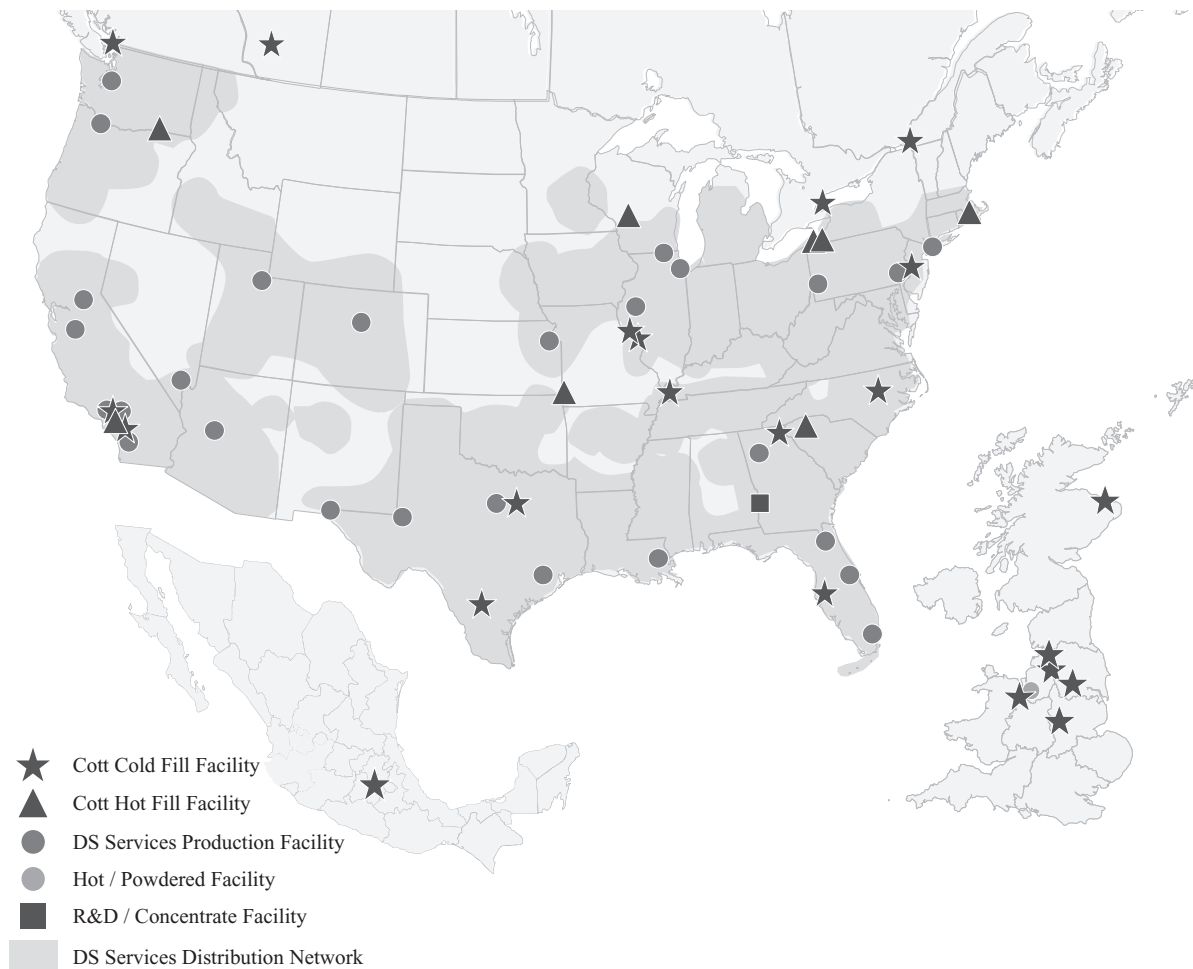 Cott Cold Fill Facility
Cott Hot Fill Facility
DS Services Production Facility
Hot / Powdered Facility
R&D / Concentrate Facility
DS Services Distribution Network